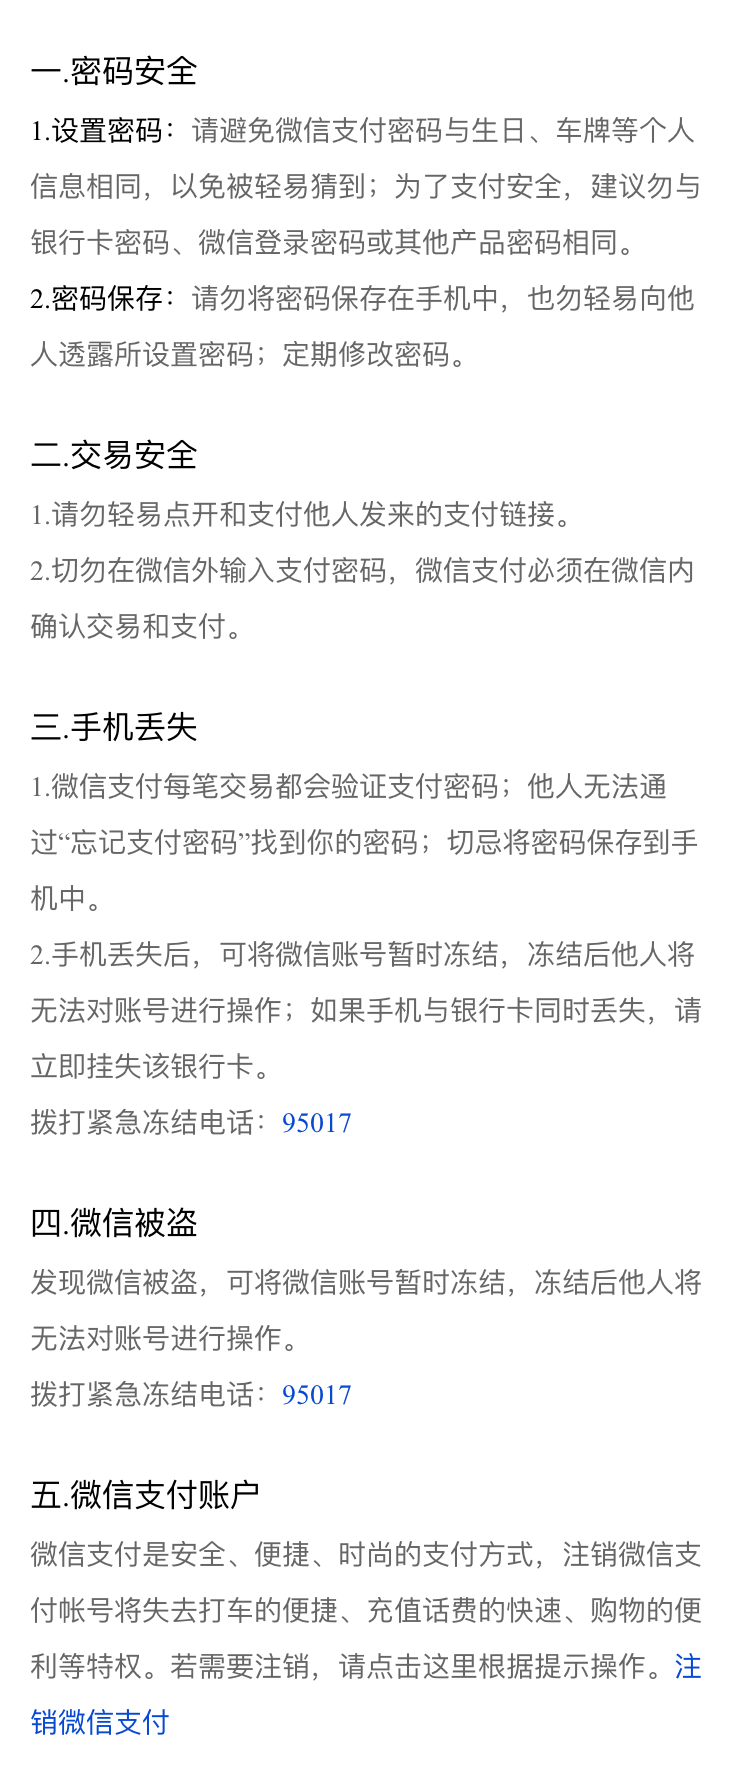 一.密码安全
1.设置密码：请避免微信支付密码与生日、车牌等个人
信息相同，以免被轻易猜到；为了支付安全，建议勿与
银行卡密码、微信登录密码或其他产品密码相同。
2.密码保存：请勿将密码保存在手机中，也勿轻易向他
人透露所设置密码；定期修改密码。
二.交易安全
1.请勿轻易点开和支付他人发来的支付链接。
2.切勿在微信外输入支付密码，微信支付必须在微信内
确认交易和支付。
三.手机丢失
1.微信支付每笔交易都会验证支付密码；他人无法通
过“忘记支付密码”找到你的密码；切忌将密码保存到手
机中。
2.手机丢失后，可将微信账号暂时冻结，冻结后他人将
无法对账号进行操作；如果手机与银行卡同时丢失，请
立即挂失该银行卡。
拨打紧急冻结电话：95017
四.微信被盗
发现微信被盗，可将微信账号暂时冻结，冻结后他人将
无法对账号进行操作。
拨打紧急冻结电话：95017
五.微信支付账户
微信支付是安全、便捷、时尚的支付方式，注销微信支
付帐号将失去打车的便捷、充值话费的快速、购物的便
利等特权。若需要注销，请点击这里根据提示操作。注
销微信支付